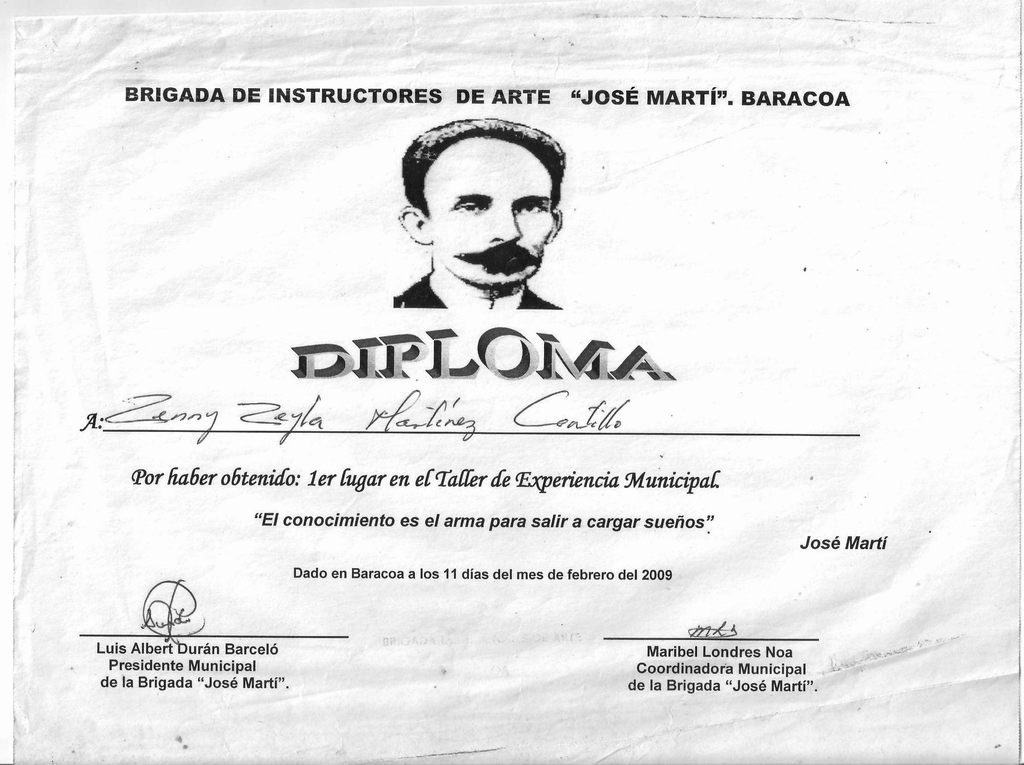 BRIGADA DE INSTRUCTORES DE ARTE “JOSÉ MARTÍ”. BARACOA
DIPLOMA
A: Zenny Zeyla Martínez Cantillo
Por haber obtenido: 1er lugar en el Taller de Experiencia Municipal.
“El conocimiento es el arma para salir a cargar sueños”
José Martí
Dado en Baracoa a los 11 días del mes de febrero del 2009
Luis Albert Durán Barceló
Presidente Municipal
de la Brigada “José Martí”.
Maribel Londres Noa
Coordinadora Municipal
de la Brigada “José Martí”.